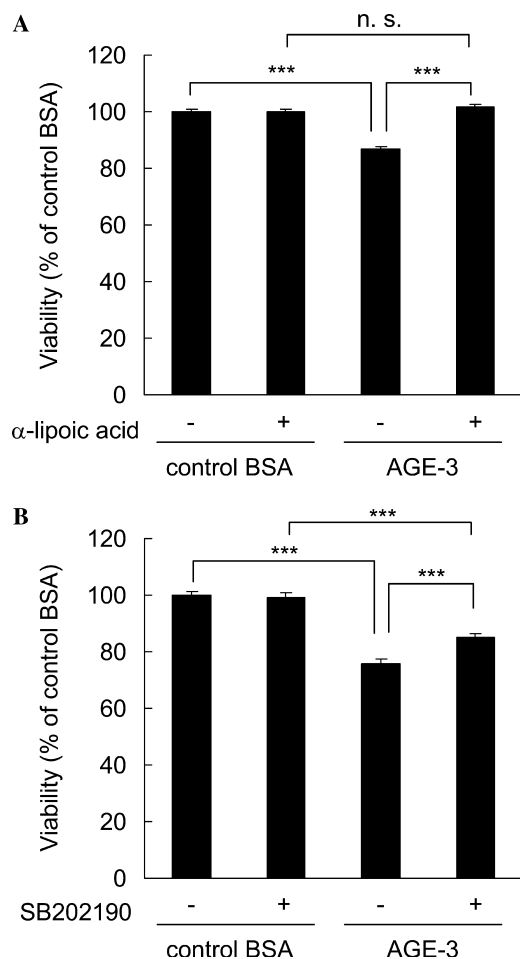 A
n. s.
*** ***
120
100
80
60
40
20
0
Viability (% of control BSA)
α-lipoic acid - + - +
control BSA AGE-3
B
***
*** ***
120
100
80
60
40
20
0
Viability (% of control BSA)
SB202190 - + - +
control BSA AGE-3